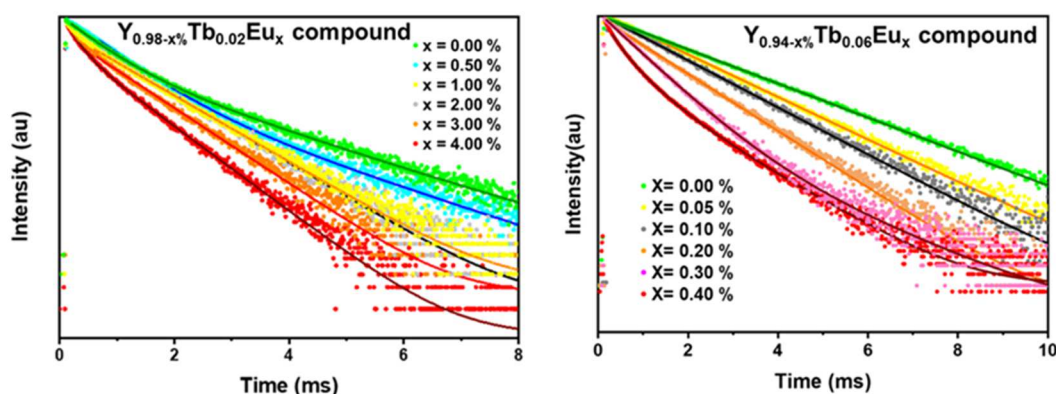 Y0.98-x%Tb0.02Eux compound
x = 0.00 %
x = 0.50 %
x = 1.00 %
x = 2.00 %
x = 3.00 %
x = 4.00 %
Intensity (au)
0 2 4 6 8
Time (ms)
Y0.94-x%Tb0.06Eux compound
X= 0.00 %
X= 0.05 %
X= 0.10 %
X= 0.20 %
X= 0.30 %
X= 0.40 %
Intensity(au)
0 2 4 6 8 10
Time (ms)